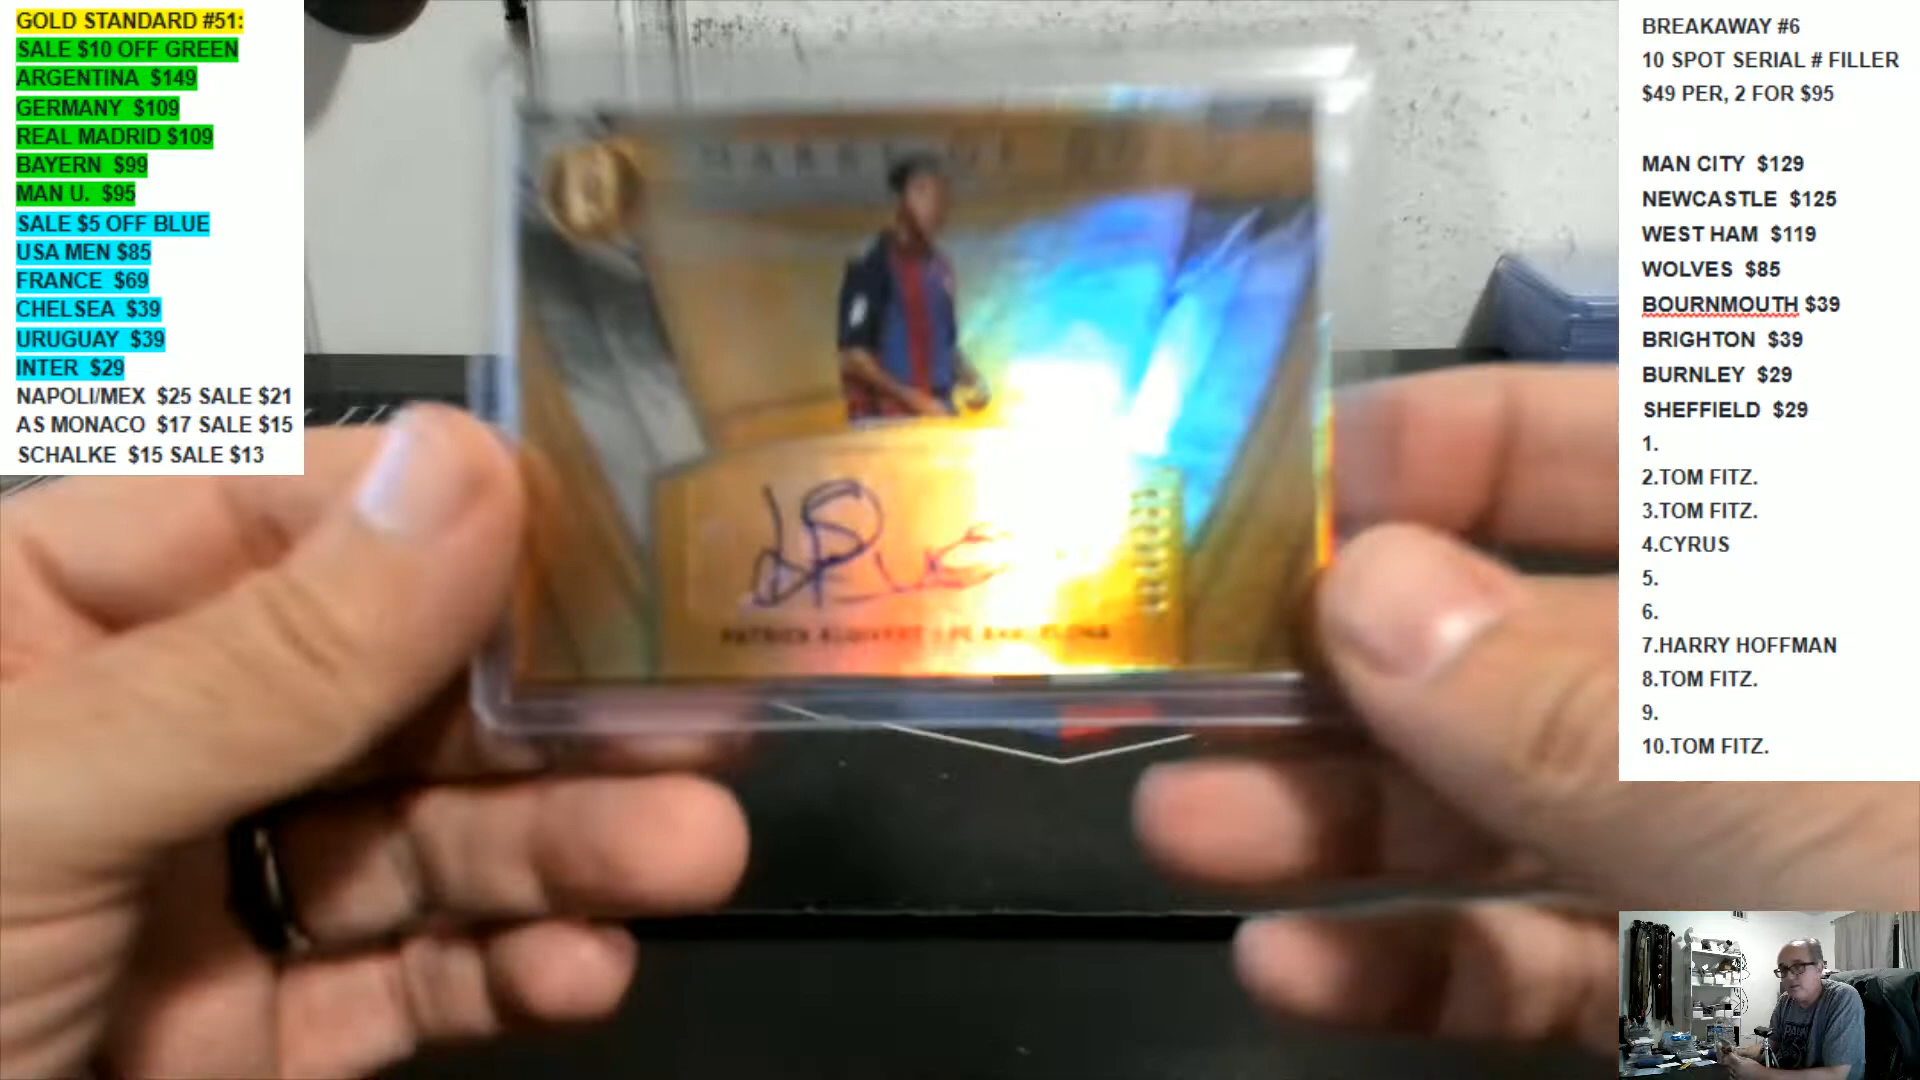 GOLD STANDARD #51:
SALE $10 OFF GREEN
ARGENTINA $149
GERMANY $109
REAL MADRID $109
BAYERN $99
MAN U. $95
SALE $5 OFF BLUE
USA MEN $85
FRANCE $69
CHELSEA $39
URUGUAY $39
INTER $29
NAPOLI/MEX $25 SALE $21
AS MONACO $17 SALE $15
SCHALKE $15 SALE $13
PATRICK KLUIVERT | FC BARCELONA
BREAKAWAY #6
10 SPOT SERIAL # FILLER
$49 PER, 2 FOR $95
MAN CITY $129
NEWCASTLE $125
WEST HAM $119
WOLVES $85
BOURNMOUTH $39
BRIGHTON $39
BURNLEY $29
SHEFFIELD $29
1.
2.TOM FITZ.
3.TOM FITZ.
4.CYRUS
5.
6.
7.HARRY HOFFMAN
8.TOM FITZ.
9.
10.TOM FITZ.